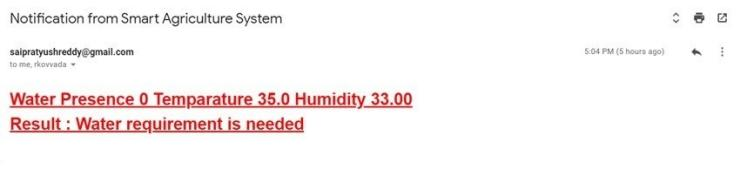 Notification from Smart Agriculture System
saipratyushreddy@gmail.com
5:04 PM (5 hours ago)
to me, rkovvada
Water Presence 0 Temparature 35.0 Humidity 33.00
Result : Water requirement is needed